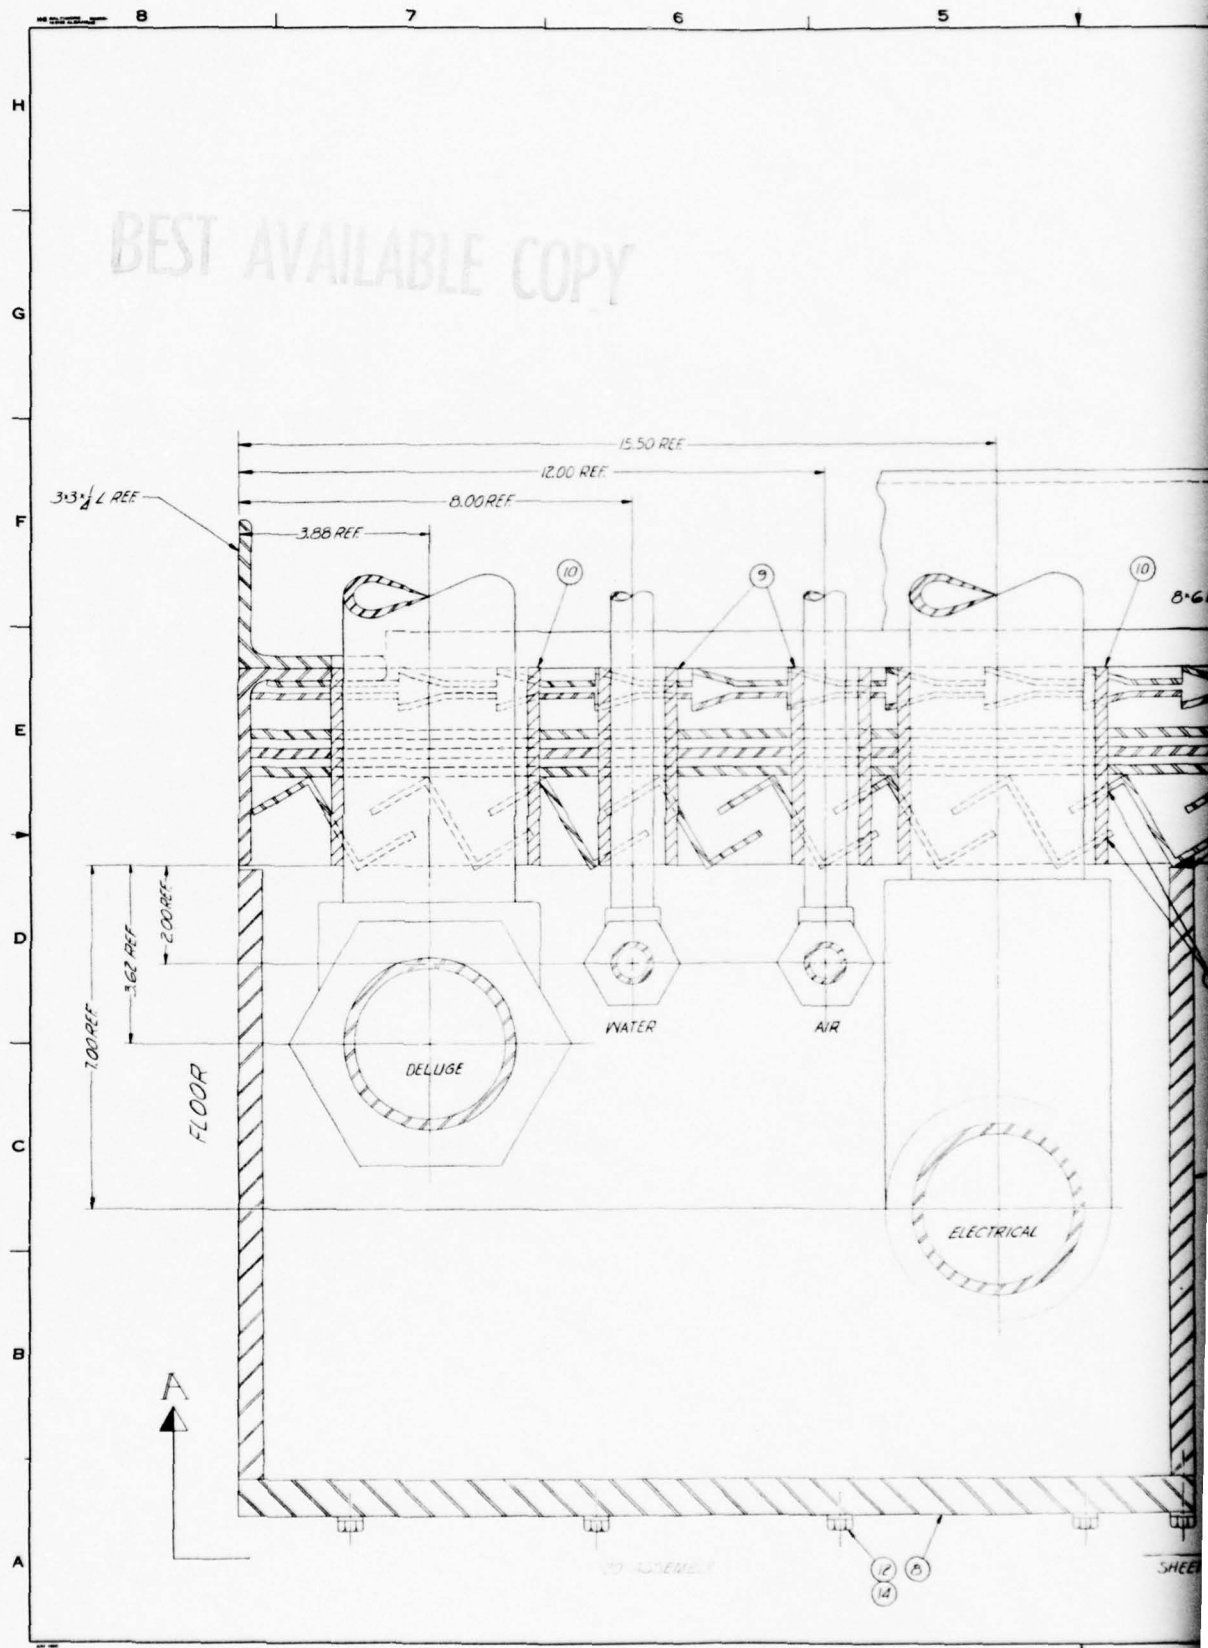 8 7 6 5
H
BEST AVAILABLE COPY
G
15.50 REF.
12.00 REF.
3×3×¼ L REF.
8.00 REF.
F
3.88 REF.
10
9
10
E
D
2.00 REF
3.62 REF
7.00 REF
WATER
AIR
DELUGE
FLOOR
C
ELECTRICAL
B
A
A
12 8
14
SHEE